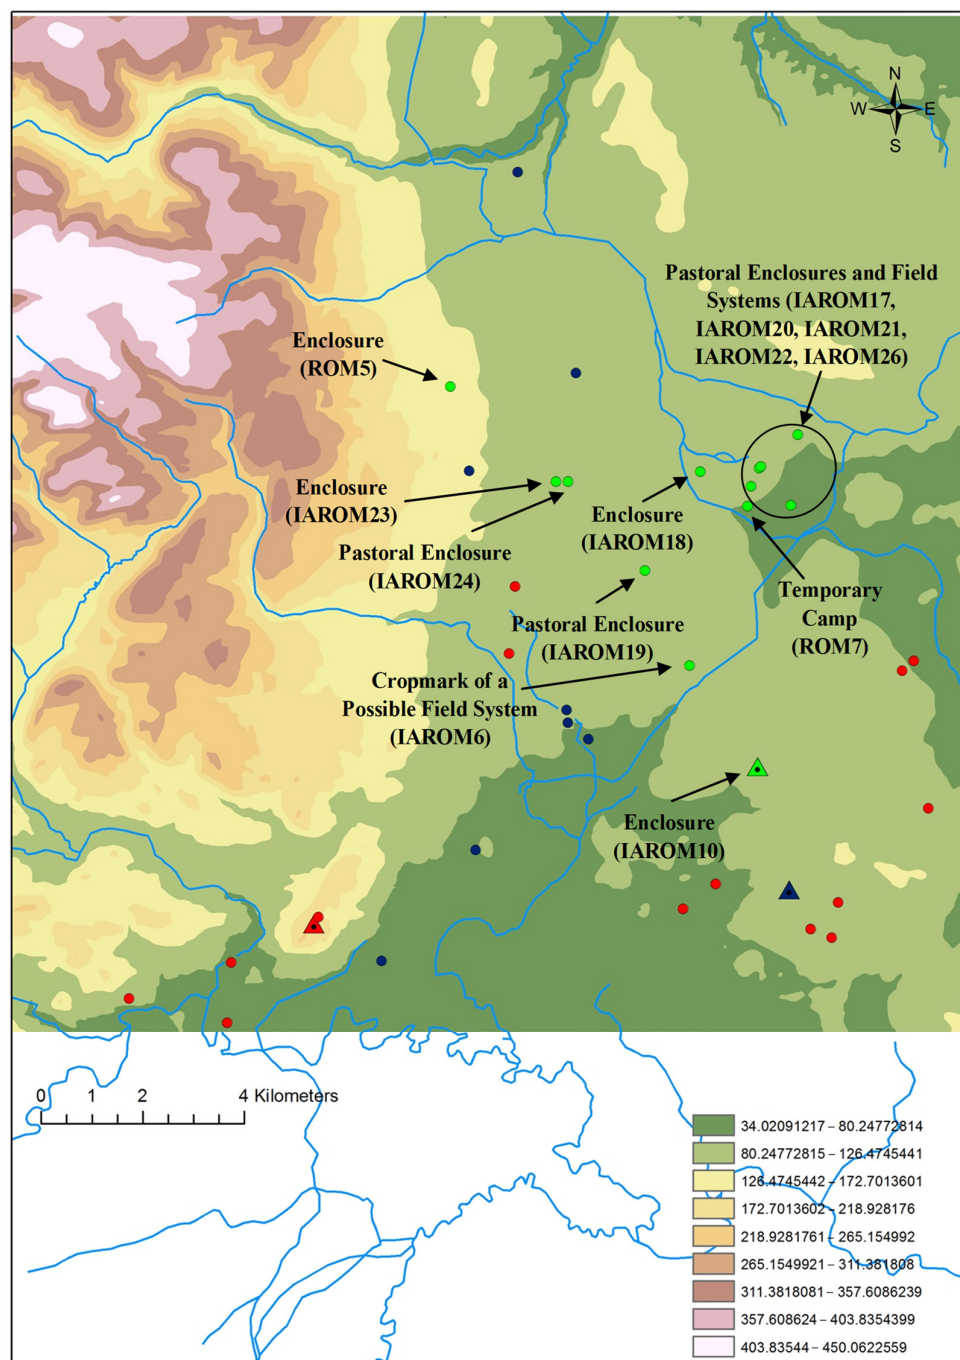 N
W E
S
Pastoral Enclosures and Field
Systems (IAROM17,
IAROM20, IAROM21,
IAROM22, IAROM26)
Enclosure
(ROM5)
Enclosure
(IAROM23)
Pastoral Enclosure
(IAROM24)
Enclosure
(IAROM18)
Pastoral Enclosure
(IAROM19)
Temporary
Camp
(ROM7)
Cropmark of a
Possible Field System
(IAROM6)
Enclosure
(IAROM10)
0 1 2 4 Kilometers
34.02091217 – 80.24772814
80.24772815 – 126.4745441
126.4745442 – 172.7013601
172.7013602 – 218.928176
218.9281761 – 265.154992
265.1549921 – 311.381808
311.3818081 – 357.6086239
357.608624 – 403.8354399
403.83544 – 450.0622559